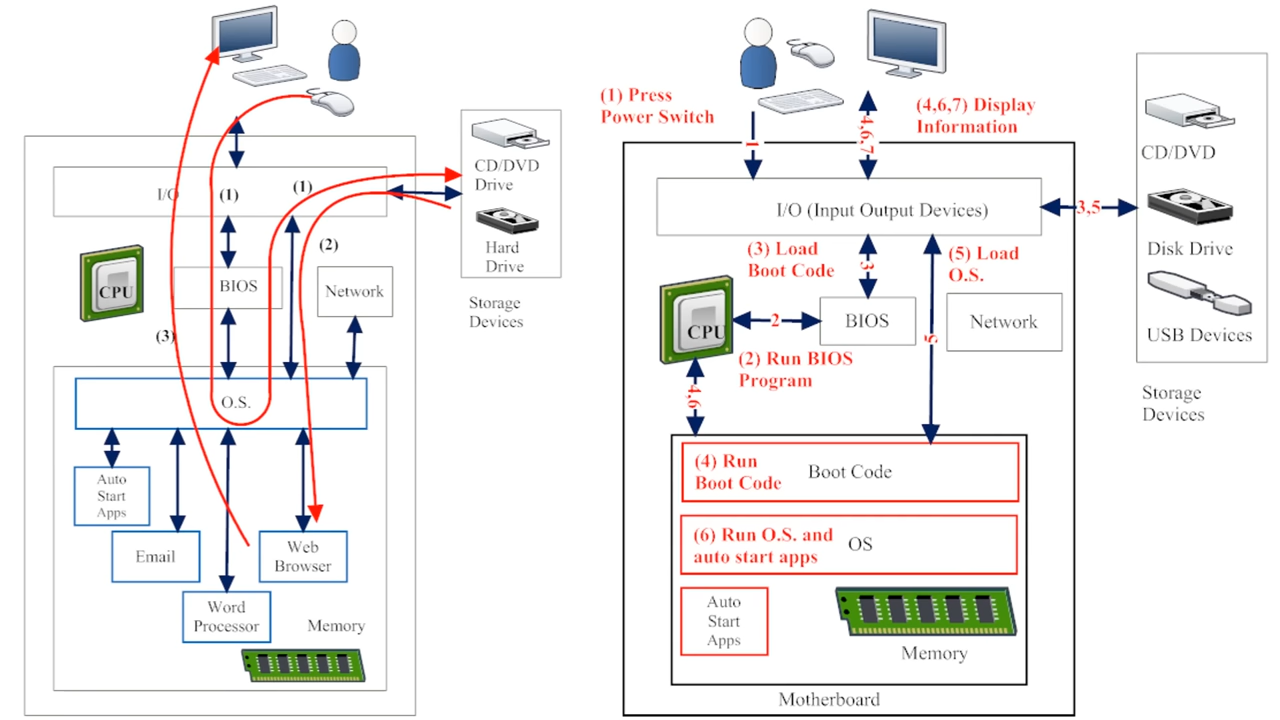 I/O
(1)
(1)
(2)
CD/DVD
Drive
Hard
Drive
Storage
Devices
CPU
BIOS
Network
(3)
O.S.
Auto
Start
Apps
Email
Web
Browser
Word
Processor
Memory
(1) Press
Power Switch
(4,6,7) Display
Information
1
4,6,7
I/O (Input Output Devices)
3,5
CD/DVD
Disk Drive
USB Devices
Storage
Devices
(3) Load
Boot Code
3
(5) Load
O.S.
CPU
2
BIOS
Network
(2) Run BIOS
Program
5
4,6
(4) Run
Boot Code
Boot Code
(6) Run O.S. and
auto start apps
OS
Auto
Start
Apps
Memory
Motherboard